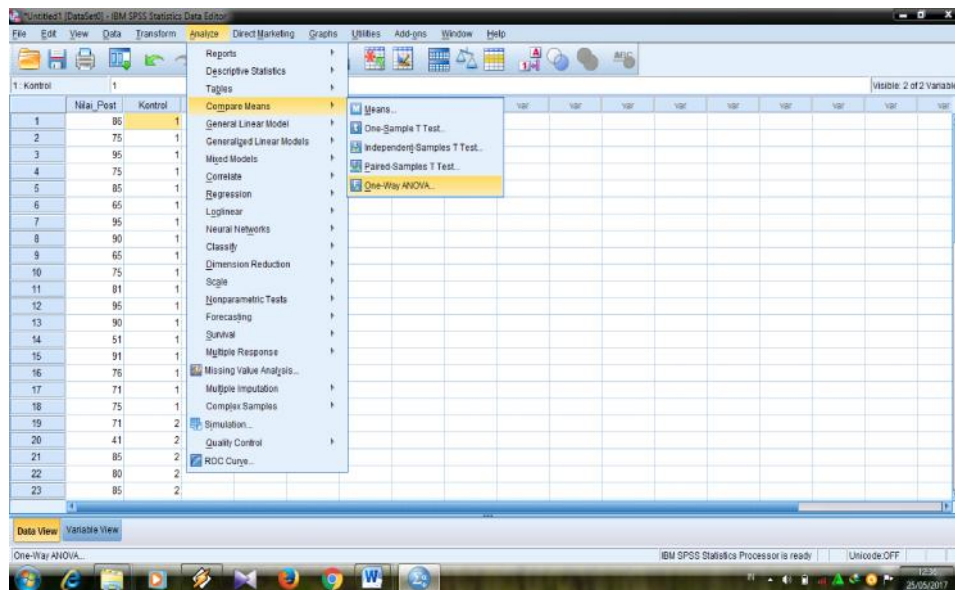 *Untitled1 [DataSet0] - IBM SPSS Statistics Data Editor
File Edit View Data Transform Analyze Direct Marketing Graphs Utilities Add-ons Window Help
1 : Kontrol 1 Visible: 2 of 2 Variable
Nilai_Post Kontrol var var var var var var var
1 86 1
2 75 1
3 95 1
4 75 1
5 85 1
6 65 1
7 95 1
8 90 1
9 65 1
10 75 1
11 81 1
12 95 1
13 90 1
14 51 1
15 91 1
16 76 1
17 71 1
18 75 1
19 71 2
20 41 2
21 85 2
22 80 2
23 85 2
Reports
Descriptive Statistics
Tables
Compare Means
General Linear Model
Generalized Linear Models
Mixed Models
Correlate
Regression
Loglinear
Neural Networks
Classify
Dimension Reduction
Scale
Nonparametric Tests
Forecasting
Survival
Multiple Response
Missing Value Analysis...
Multiple Imputation
Complex Samples
Simulation...
Quality Control
ROC Curve...
Means...
One-Sample T Test...
Independent-Samples T Test...
Paired-Samples T Test...
One-Way ANOVA...
Data View Variable View
One-Way ANOVA... IBM SPSS Statistics Processor is ready Unicode:OFF
25/05/2017